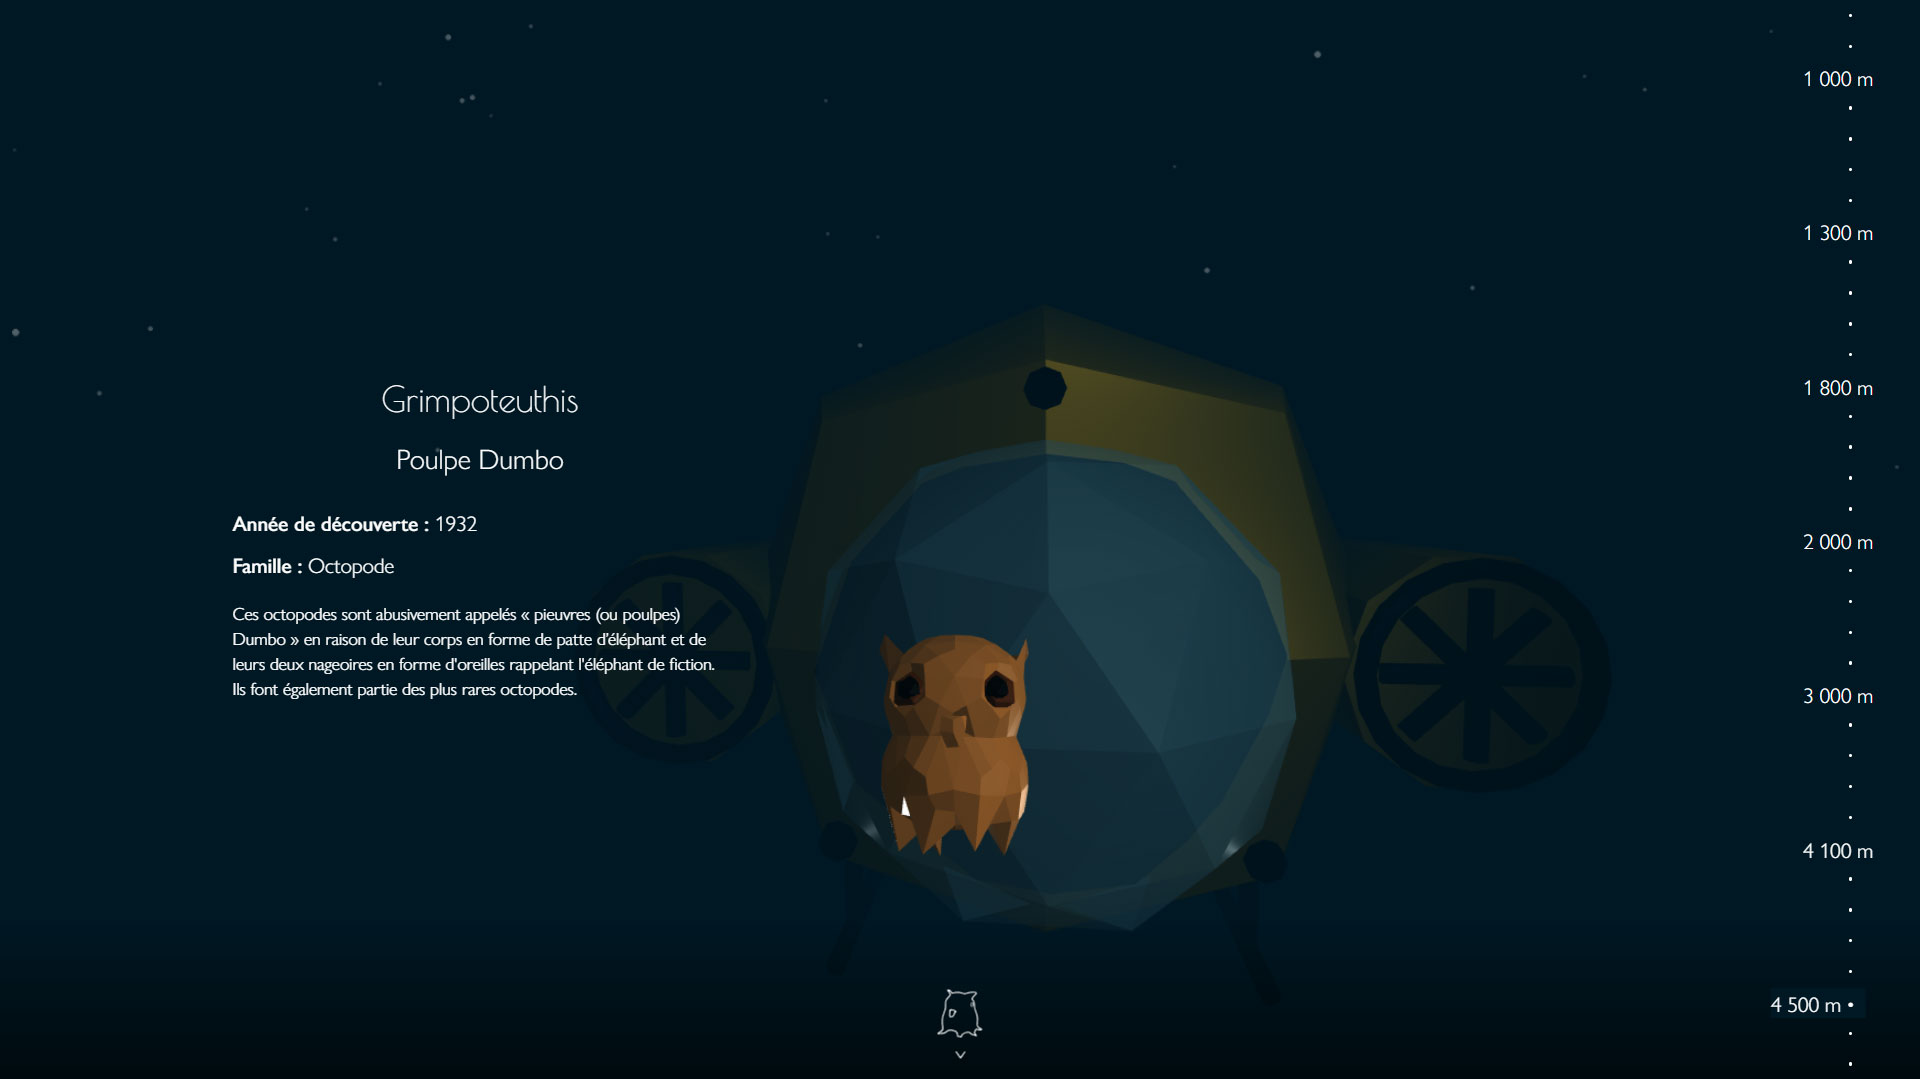 Grimpoteuthis
Poulpe Dumbo
Année de découverte : 1932
Famille : Octopode
Ces octopodes sont abusivement appelés « pieuvres (ou poulpes)
Dumbo » en raison de leur corps en forme de patte d'éléphant et de
leurs deux nageoires en forme d'oreilles rappelant l'éléphant de fiction.
Ils font également partie des plus rares octopodes.
1 000 m
1 300 m
1 800 m
2 000 m
3 000 m
4 100 m
4 500 m